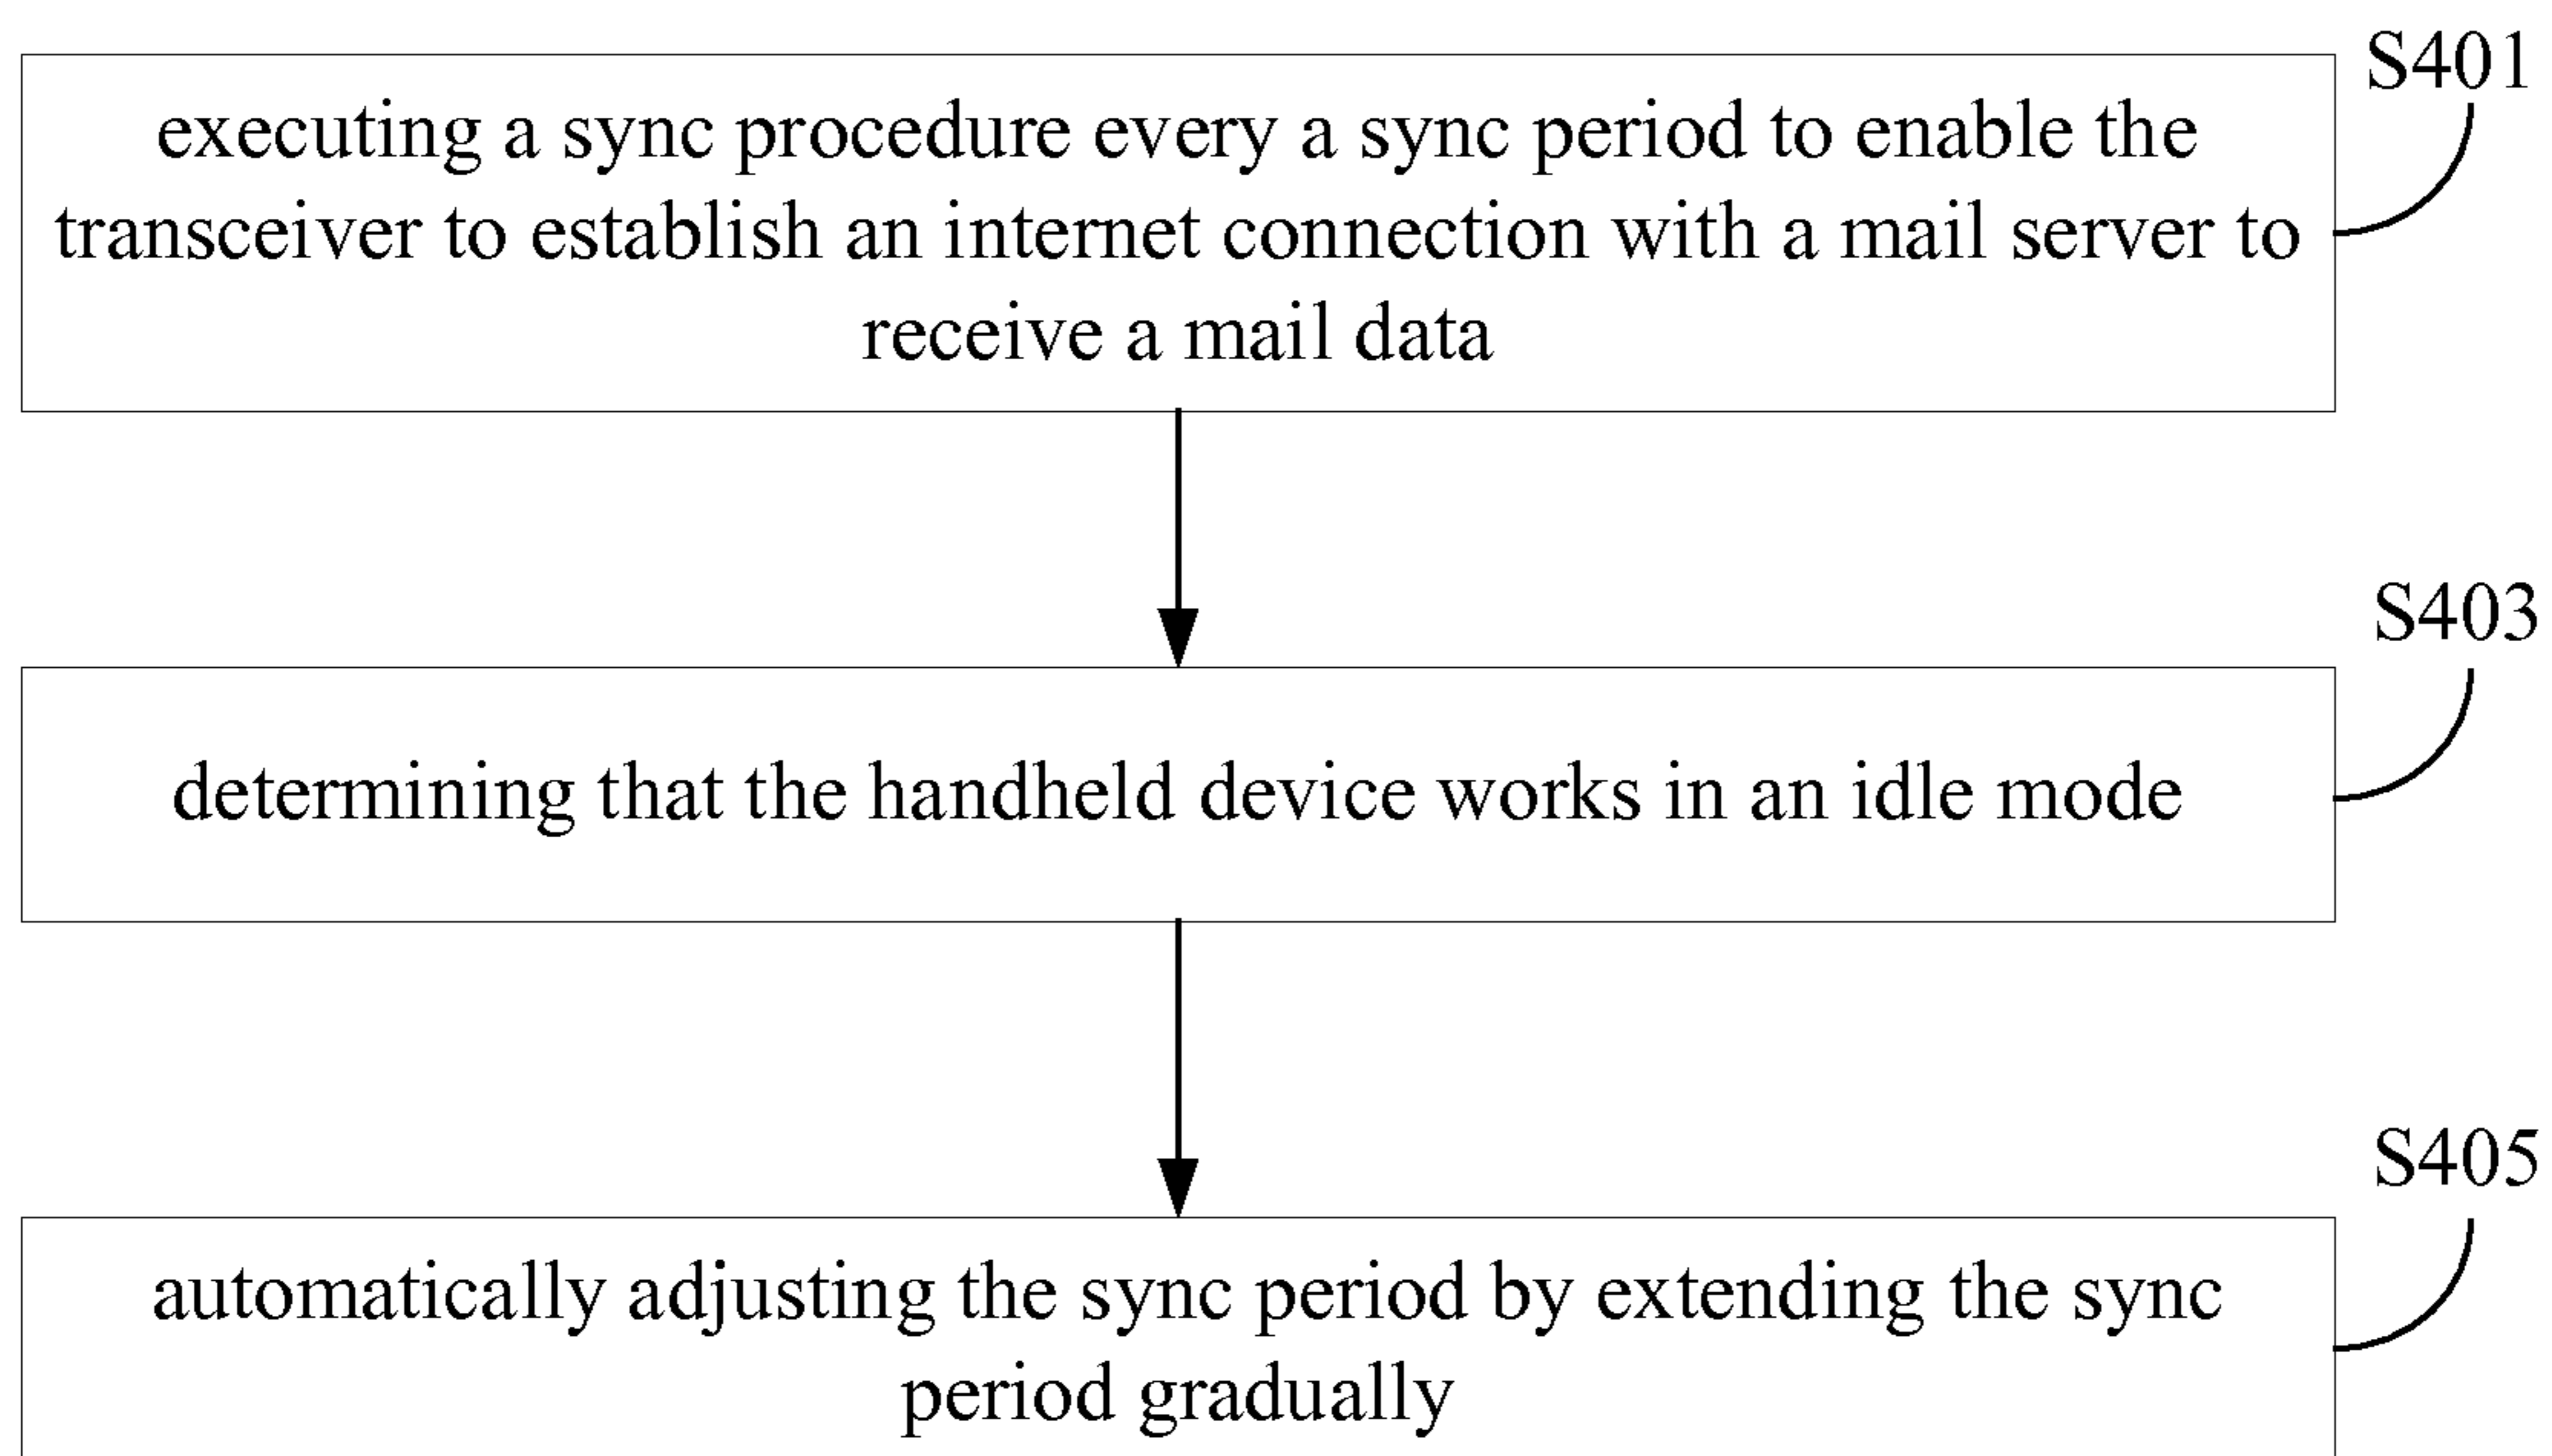 S401
executing a sync procedure every a sync period to enable the
transceiver to establish an internet connection with a mail server to
receive a mail data
S403
determining that the handheld device works in an idle mode
S405
automatically adjusting the sync period by extending the sync
period gradually